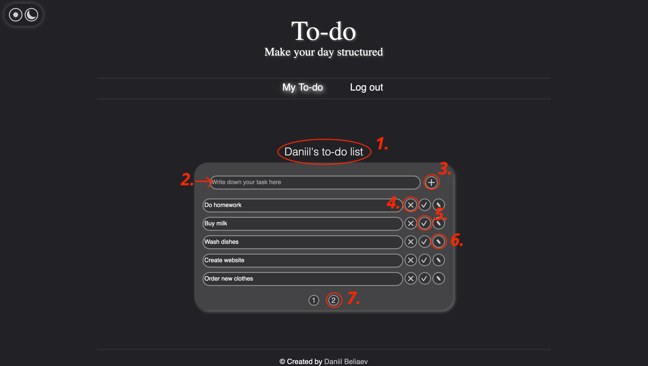 To-do
Make your day structured
My To-do Log out
Daniil's to-do list 1.
2. Write down your task here 3.
Do homework 4.
Buy milk 5.
Wash dishes 6.
Create website
Order new clothes
1 2 7.
© Created by Daniil Beliaev